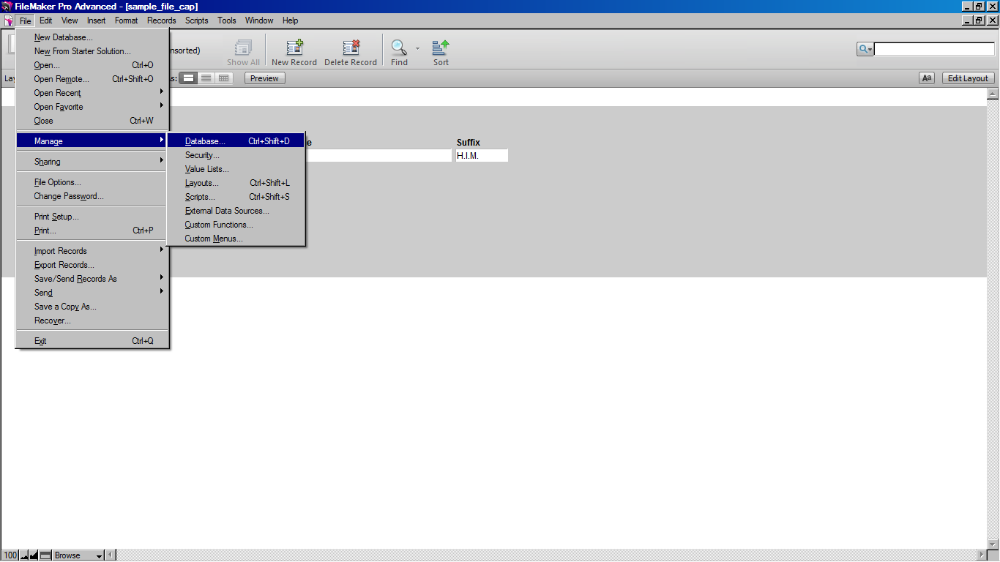 FileMaker Pro Advanced - [sample_file_cap]
File Edit View Insert Format Records Scripts Tools Window Help
New Database...
New From Starter Solution...
Open... Ctrl+O
Open Remote... Ctrl+Shift+O
Open Recent
Open Favorite
Close Ctrl+W
Manage
Sharing
File Options...
Change Password...
Print Setup...
Print... Ctrl+P
Import Records
Export Records...
Save/Send Records As
Send
Save a Copy As...
Recover...
Exit Ctrl+Q
Database... Ctrl+Shift+D
Security...
Value Lists...
Layouts... Ctrl+Shift+L
Scripts... Ctrl+Shift+S
External Data Sources...
Custom Functions...
Custom Menus...
Show All New Record Delete Record Find Sort
Preview Aa Edit Layout
Suffix
H.I.M.
100 Browse